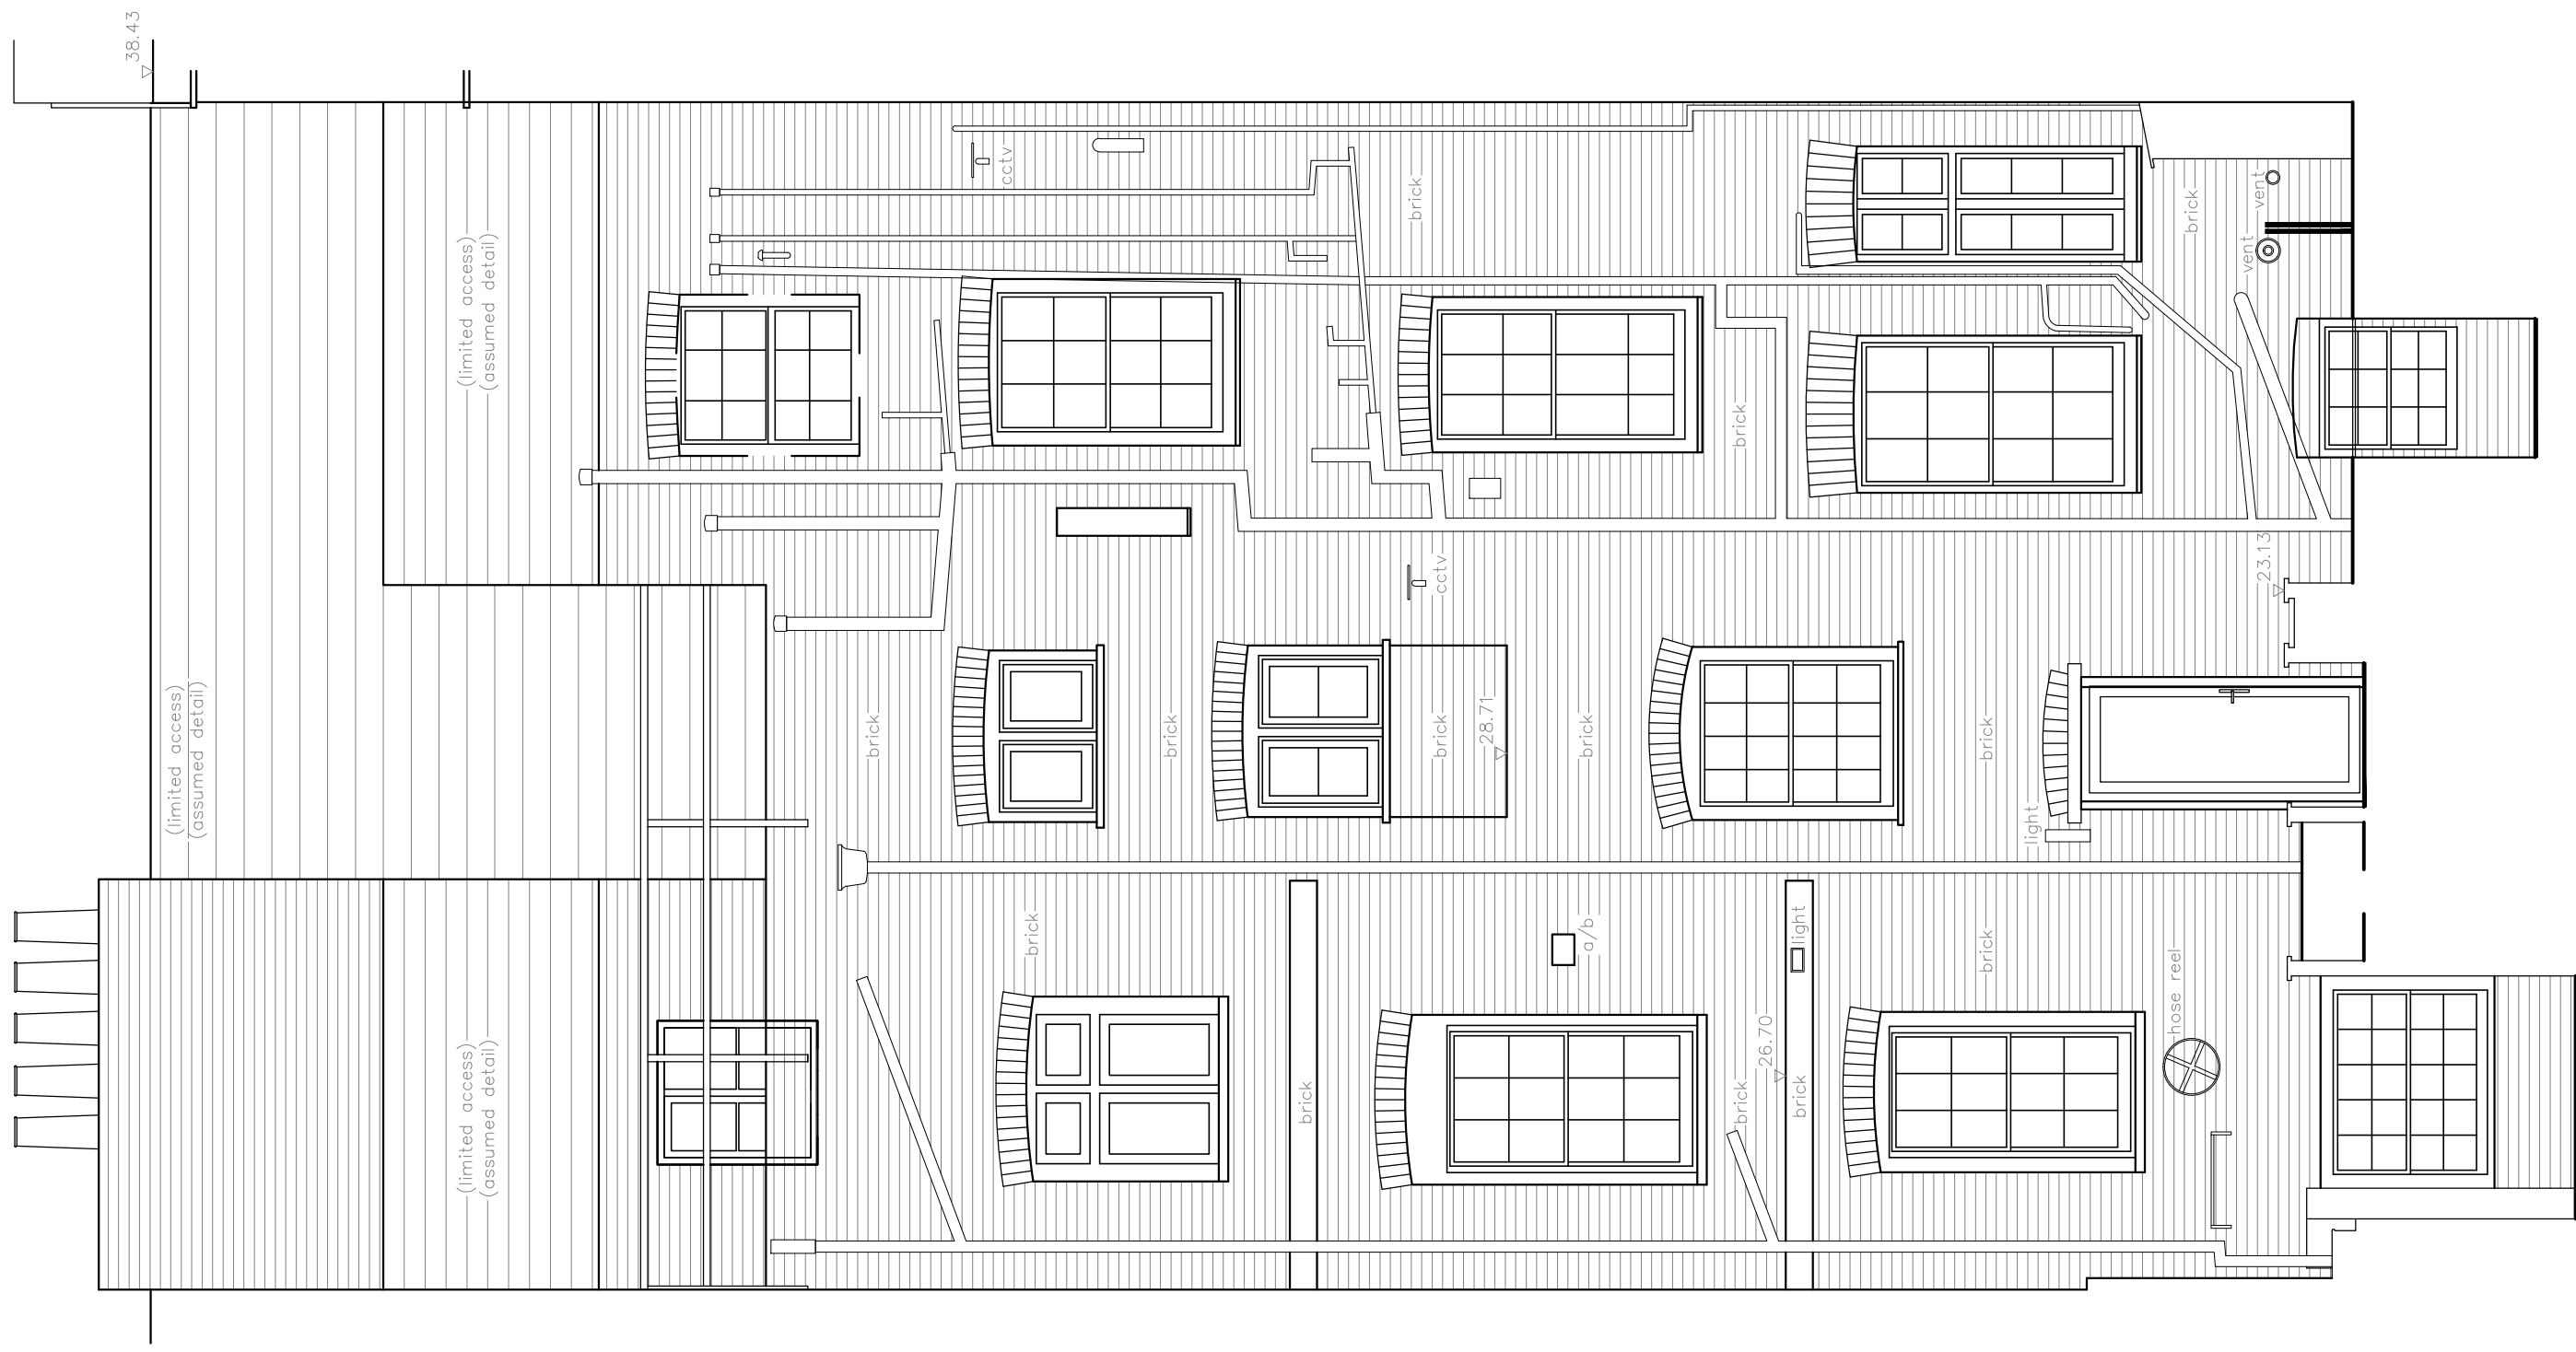 38.43
(limited access)
(assumed detail)
(limited access)
(assumed detail)
(limited access)
(assumed detail)
cctv
brick
brick
brick
vent
vent
cctv
23.13
brick
brick
brick
28.71
brick
brick
light
brick
a/b
light
brick
hose reel
brick
brick
26.70
brick